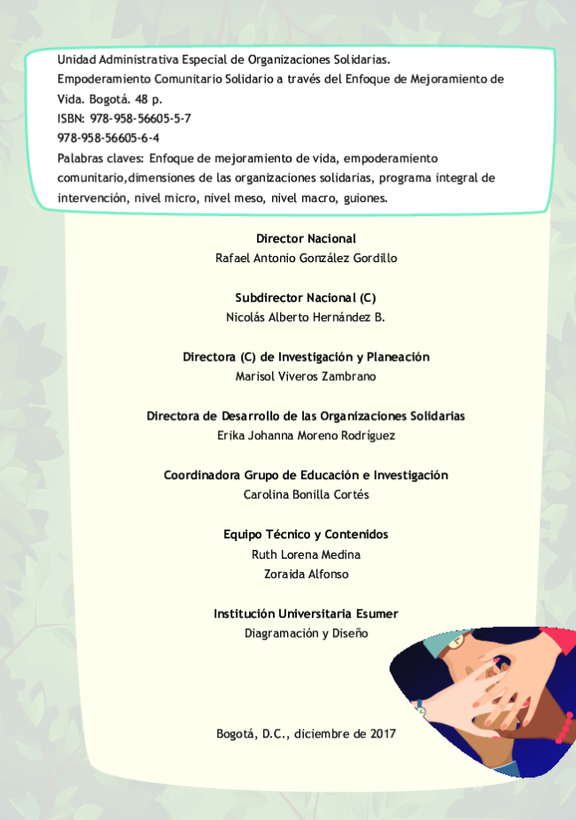 Unidad Administrativa Especial de Organizaciones Solidarias.
Empoderamiento Comunitario Solidario a través del Enfoque de Mejoramiento de
Vida. Bogotá. 48 p.
ISBN: 978-958-56605-5-7
978-958-56605-6-4
Palabras claves: Enfoque de mejoramiento de vida, empoderamiento
comunitario,dimensiones de las organizaciones solidarias, programa integral de
intervención, nivel micro, nivel meso, nivel macro, guiones.
Director Nacional
Rafael Antonio González Gordillo
Subdirector Nacional (C)
Nicolás Alberto Hernández B.
Directora (C) de Investigación y Planeación
Marisol Viveros Zambrano
Directora de Desarrollo de las Organizaciones Solidarias
Erika Johanna Moreno Rodríguez
Coordinadora Grupo de Educación e Investigación
Carolina Bonilla Cortés
Equipo Técnico y Contenidos
Ruth Lorena Medina
Zoraida Alfonso
Institución Universitaria Esumer
Diagramación y Diseño
Bogotá, D.C., diciembre de 2017